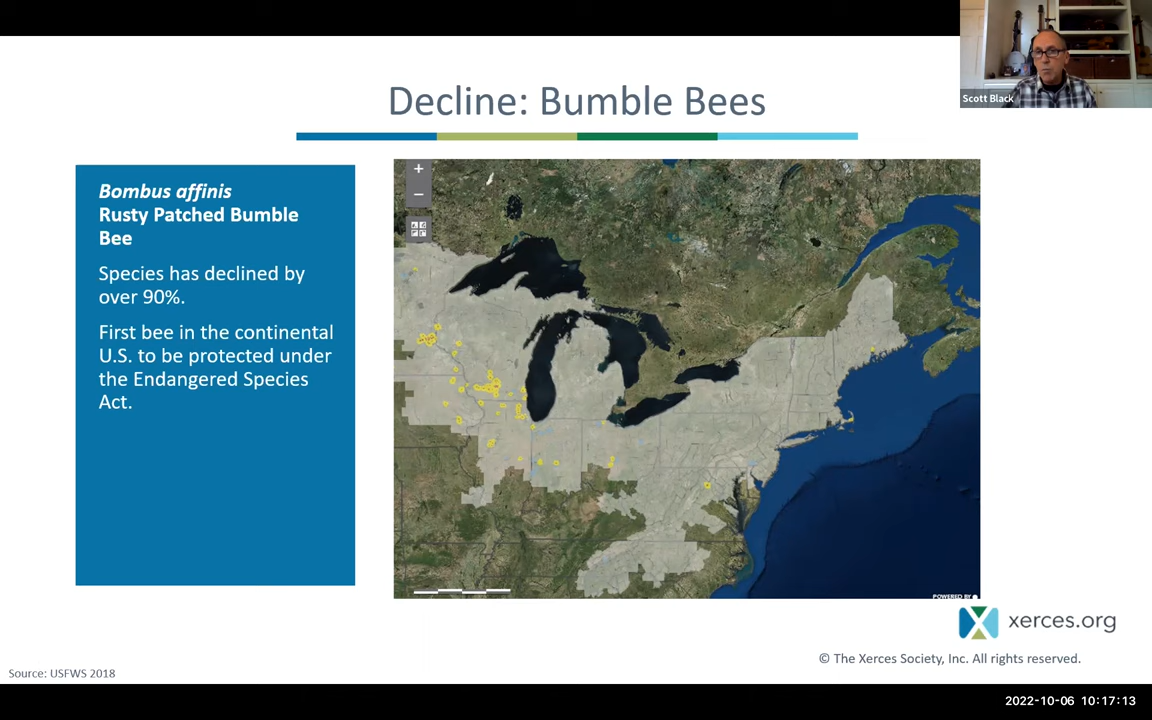 Scott Black
Decline: Bumble Bees
Bombus affinis
Rusty Patched Bumble
Bee
Species has declined by
over 90%.
First bee in the continental
U.S. to be protected under
the Endangered Species
Act.
+
−
POWERED BY
xerces.org
© The Xerces Society, Inc. All rights reserved.
Source: USFWS 2018
2022-10-06 10:17:13